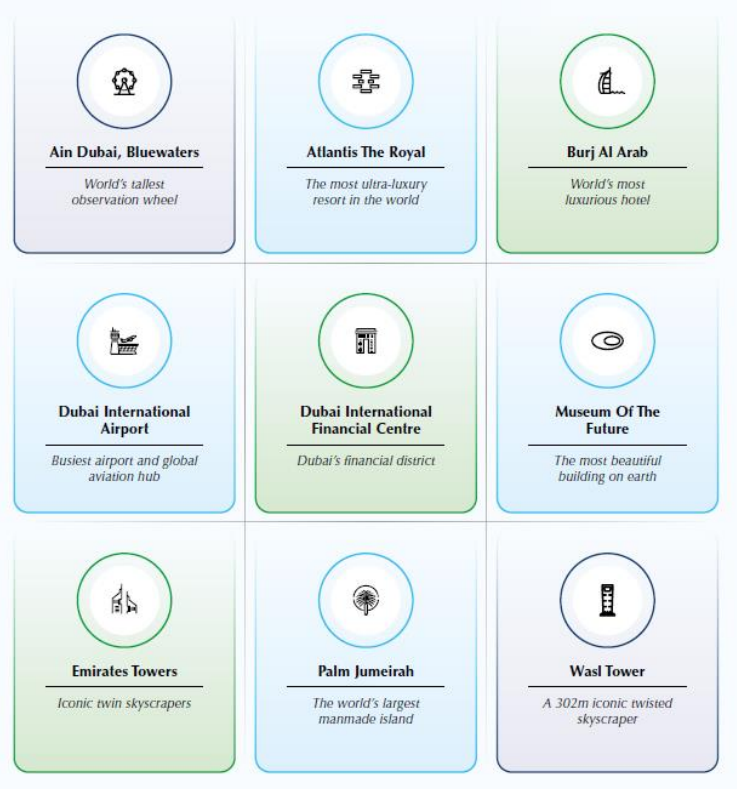 Ain Dubai, Bluewaters
World's tallest
observation wheel
Atlantis The Royal
The most ultra-luxury
resort in the world
Burj Al Arab
World's most
luxurious hotel
Dubai International
Airport
Busiest airport and global
aviation hub
Dubai International
Financial Centre
Dubai's financial district
Museum Of The
Future
The most beautiful
building on earth
Emirates Towers
Iconic twin skyscrapers
Palm Jumeirah
The world's largest
manmade island
Wasl Tower
A 302m iconic twisted
skyscraper